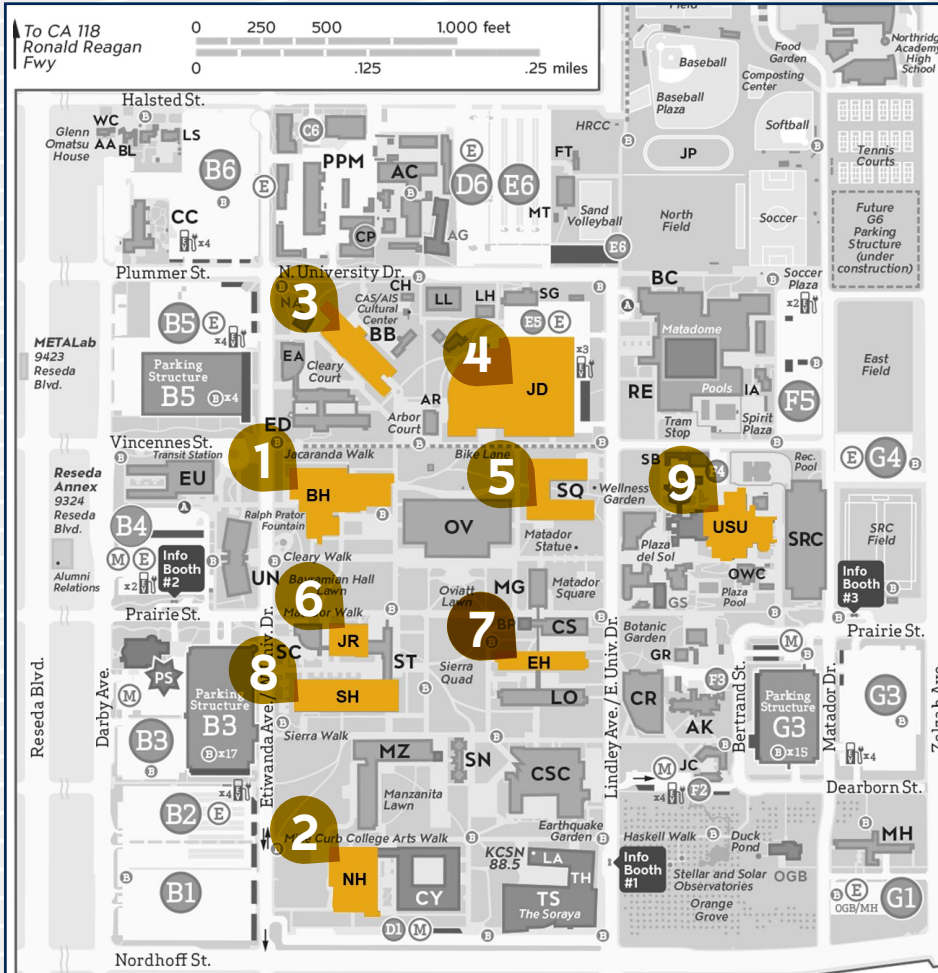 To CA 118
Ronald Reagan
Fwy
0 250 500 1.000 feet
0 .125 .25 miles
Field
Baseball
Baseball
Plaza
Food
Garden
Composting
Center
Northridge
Academy
High
School
Softball
Tennis
Courts
HRCC
JP
Halsted St.
WC
AA
BL
LS
Glenn
Omatsu
House
B
B6
E
B
CC
x4
C6
PPM
AC
B
CP
AG
E
D6
E6
FT
MT
Sand
Volleyball
E6
North
Field
Soccer
Future
G6
Parking
Structure
(under
construction)
Plummer St.
N. University Dr.
B5
E
x4
METALab
9423
Reseda
Blvd.
Parking
Structure
B5
B x4
3
NA
CH
CAS/AIS
Cultural
Center
BB
EA
Cleary
Court
ED
LL
LH
SG
E5
E
x3
4
JD
AR
Arbor
Court
BC
A
Matadome
Pools
RE
IA
Tram
Stop
Spirit
Plaza
Soccer
Plaza
x2
F5
East
Field
Vincennes St.
Transit Station
EU
A
Reseda
Annex
9324
Reseda
Blvd.
B4
M
E
x2
Info
Booth
#2
Alumni
Relations
1
Jacaranda Walk
Bike Lane
BH
Ralph Prator
Fountain
OV
5
SQ
Wellness
Garden
Matador
Statue
SB
F4
9
USU
Rec.
Pool
Plaza
del Sol
SRC
OWC
Plaza
Pool
GS
E
G4
B
SRC
Field
Info
Booth
#3
Cleary Walk
UN
Bayramian Hall
Lawn
6
JR
SC
ST
8
SH
Sierra Walk
Oviatt
Lawn
MG
Matador
Square
7
BP
CS
EH
LO
Sierra
Quad
Botanic
Garden
GR
CR
F3
AK
M
Prairie St.
Prairie St.
PS
M
Parking
Structure
B3
B x17
B3
B
Parking
Structure
G3
B x15
G3
B
x4
Reseda Blvd.
Darby Ave.
Etiwanda Ave./
Univ. Dr.
Lindley Ave./ E. Univ. Dr.
Bertrand St.
Matador Dr.
MZ
SN
CSC
Manzanita
Lawn
Earthquake
Garden
M
JC
x4
F2
Dearborn St.
B2
E
x4
2
Mike Curb College Arts Walk
NH
CY
KCSN
88.5
LA
TH
TS
The Soraya
Info
Booth
#1
Haskell Walk
Duck
Pond
Stellar and Solar
Observatories
OGB
Orange
Grove
MH
B
E
OGB/MH
G1
B1
D1
M
Nordhoff St.